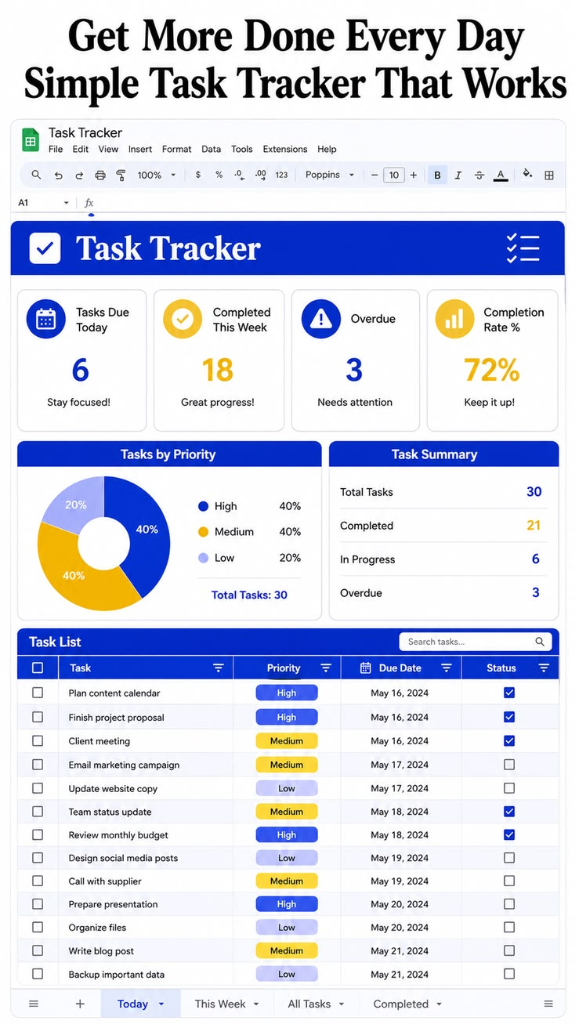 Get More Done Every Day
Simple Task Tracker That Works
Task Tracker
File Edit View Insert Format Data Tools Extensions Help
100% $ % .0 .00 123 Poppins − 10 + B I S A
A1 fx
Task Tracker
Tasks Due
Today
6
Stay focused!
Completed
This Week
18
Great progress!
Overdue
3
Needs attention
Completion
Rate %
72%
Keep it up!
Tasks by Priority
20%
40%
40%
High 40%
Medium 40%
Low 20%
Total Tasks: 30
Task Summary
Total Tasks 30
Completed 21
In Progress 6
Overdue 3
Task List Search tasks...
Task Priority Due Date Status
Plan content calendar High May 16, 2024
Finish project proposal High May 16, 2024
Client meeting Medium May 16, 2024
Email marketing campaign Medium May 17, 2024
Update website copy Low May 17, 2024
Team status update Medium May 18, 2024
Review monthly budget High May 18, 2024
Design social media posts Low May 19, 2024
Call with supplier Medium May 19, 2024
Prepare presentation High May 20, 2024
Organize files Low May 20, 2024
Write blog post Medium May 21, 2024
Backup important data Low May 21, 2024
+ Today This Week All Tasks Completed